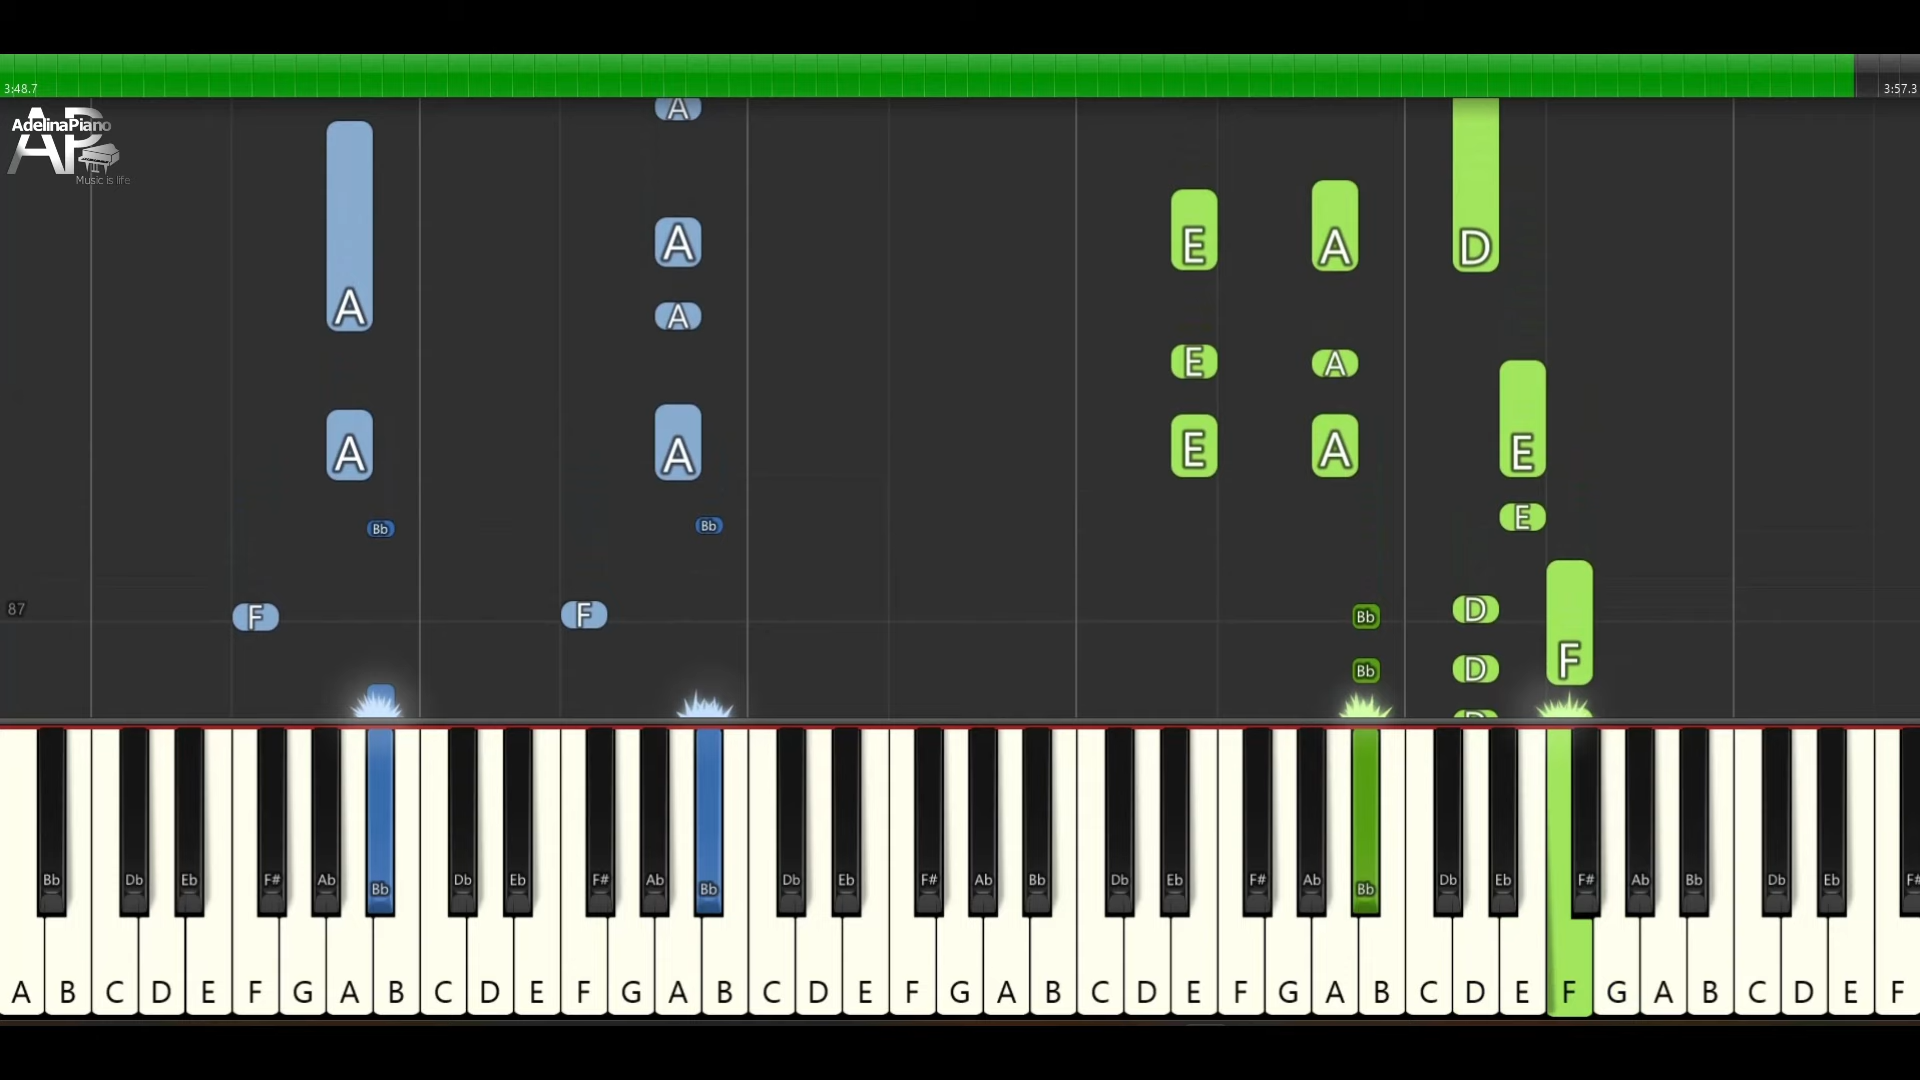 3:48.7 3:57.3
AdelinaPiano
AP
Music is life
A
A E A D
A A
E A
A A E A E
Bb Bb E
87 F F Bb D
Bb D F
D
Bb Db Eb F# Ab Bb Db Eb F# Ab Bb Db Eb F# Ab Bb Db Eb F# Ab Bb Db Eb F# Ab Bb Db Eb F#
A B C D E F G A B C D E F G A B C D E F G A B C D E F G A B C D E F G A B C D E F